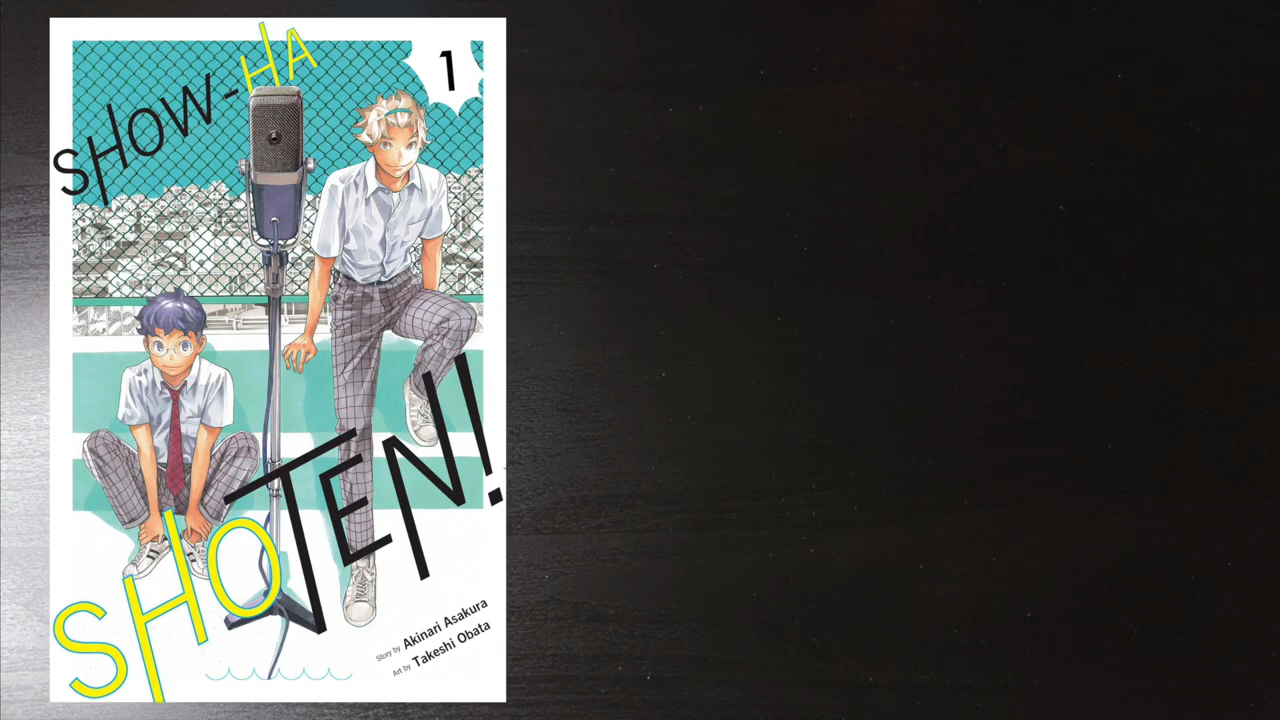 SHOW-HA
SHOTEN!
1
Story by Akinari Asakura
Art by Takeshi Obata